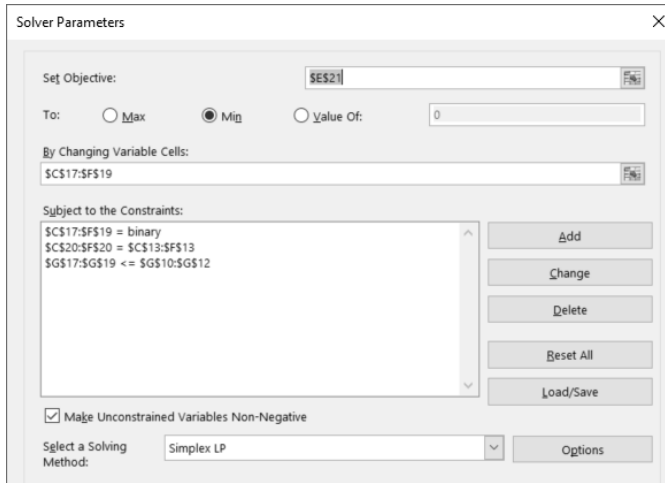 Solver Parameters
Set Objective:
$E$21
To:
Max
Min
Value Of:
0
By Changing Variable Cells:
$C$17:$F$19
Subject to the Constraints:
$C$17:$F$19 = binary
$C$20:$F$20 = $C$13:$F$13
$G$17:$G$19 <= $G$10:$G$12
Add
Change
Delete
Reset All
Load/Save
Make Unconstrained Variables Non-Negative
Select a Solving
Method:
Simplex LP
Options